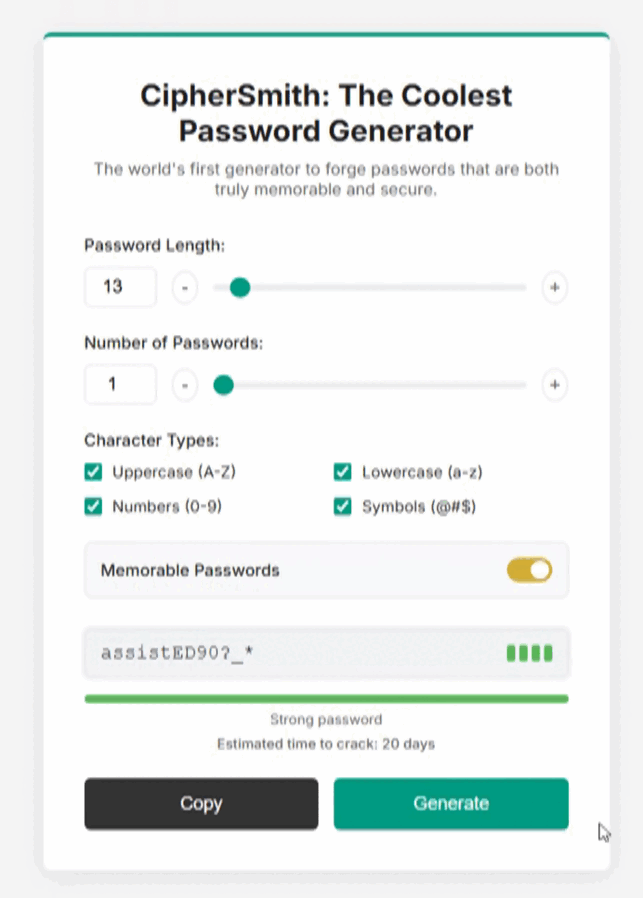 CipherSmith: The Coolest
Password Generator
The world's first generator to forge passwords that are both
truly memorable and secure.
Password Length:
13 - +
Number of Passwords:
1 - +
Character Types:
Uppercase (A-Z) Lowercase (a-z)
Numbers (0-9) Symbols (@#$)
Memorable Passwords
assistED90?_*
Strong password
Estimated time to crack: 20 days
Copy Generate